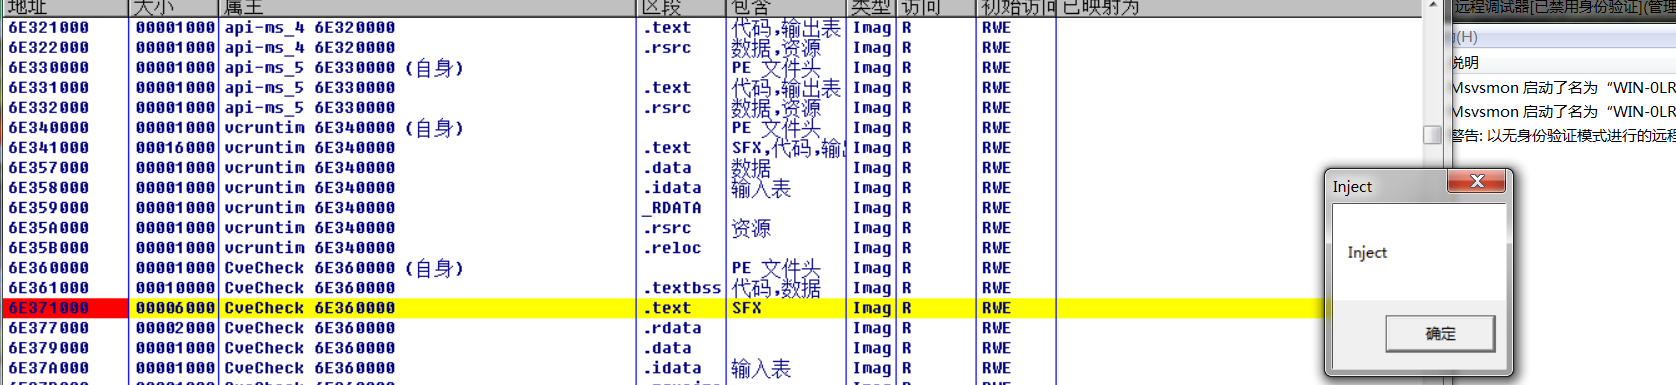 地址 大小 属主 区段 包含 类型 访问 初始访问 已映射为
6E321000 00001000 api-ms_4 6E320000 .text 代码,输出表 Imag R RWE
6E322000 00001000 api-ms_4 6E320000 .rsrc 数据,资源 Imag R RWE
6E330000 00001000 api-ms_5 6E330000 (自身) PE 文件头 Imag R RWE
6E331000 00001000 api-ms_5 6E330000 .text 代码,输出表 Imag R RWE
6E332000 00001000 api-ms_5 6E330000 .rsrc 数据,资源 Imag R RWE
6E340000 00001000 vcruntim 6E340000 (自身) PE 文件头 Imag R RWE
6E341000 00016000 vcruntim 6E340000 .text SFX,代码,输出 Imag R RWE
6E357000 00001000 vcruntim 6E340000 .data 数据 Imag R RWE
6E358000 00001000 vcruntim 6E340000 .idata 输入表 Imag R RWE
6E359000 00001000 vcruntim 6E340000 _RDATA Imag R RWE
6E35A000 00001000 vcruntim 6E340000 .rsrc 资源 Imag R RWE
6E35B000 00001000 vcruntim 6E340000 .reloc Imag R RWE
6E360000 00001000 CveCheck 6E360000 (自身) PE 文件头 Imag R RWE
6E361000 00010000 CveCheck 6E360000 .textbss 代码,数据 Imag R RWE
6E371000 00006000 CveCheck 6E360000 .text SFX Imag R RWE
6E377000 00002000 CveCheck 6E360000 .rdata Imag R RWE
6E379000 00001000 CveCheck 6E360000 .data Imag R RWE
6E37A000 00001000 CveCheck 6E360000 .idata 输入表 Imag R RWE
远程调试器[已禁用身份验证](管理
(H)
说明
Msvsmon 启动了名为“WIN-0LR
Msvsmon 启动了名为“WIN-0LR
警告: 以无身份验证模式进行的远程
Inject
Inject
确定